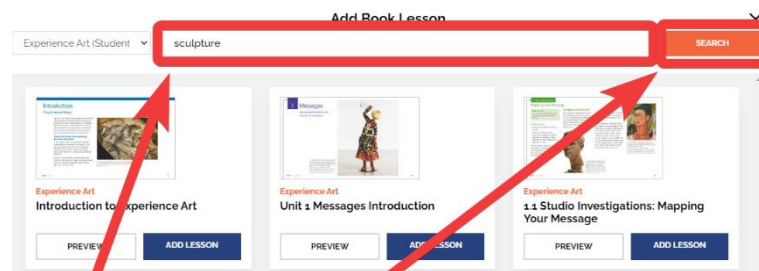 Add Book Lesson
Experience Art (Student
sculpture
SEARCH
Introduction
1 Messages
Experience Art
Introduction to Experience Art
PREVIEW
ADD LESSON
Experience Art
Unit 1 Messages Introduction
PREVIEW
ADD LESSON
Experience Art
1.1 Studio Investigations: Mapping
Your Message
PREVIEW
ADD LESSON